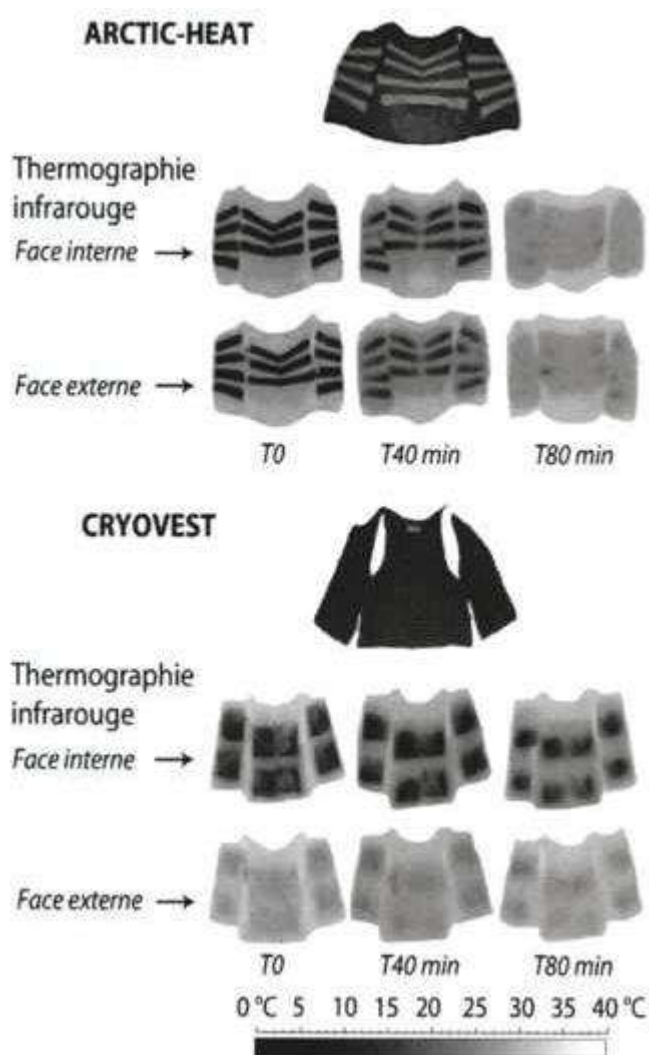 ARCTIC-HEAT
Thermographie
infrarouge
Face interne →
Face externe →
T0 T40 min T80 min
CRYOVEST
Thermographie
infrarouge
Face interne →
Face externe →
T0 T40 min T80 min
0 °C 5 10 15 20 25 30 35 40 °C